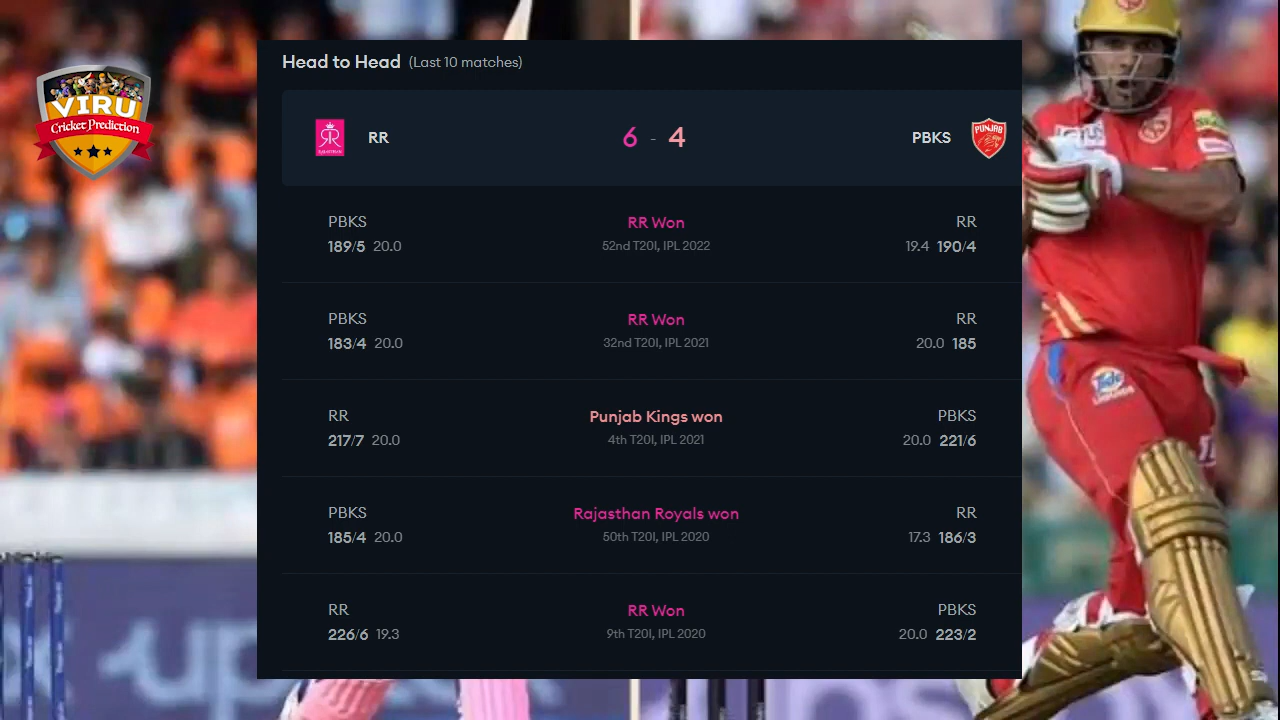 VIRU
Cricket Prediction
Head to Head (Last 10 matches)
RR 6 - 4 PBKS
PUNJAB
PBKS RR Won RR
189/5 20.0 52nd T20I, IPL 2022 19.4 190/4
PBKS RR Won RR
183/4 20.0 32nd T20I, IPL 2021 20.0 185
RR Punjab Kings won PBKS
217/7 20.0 4th T20I, IPL 2021 20.0 221/6
PBKS Rajasthan Royals won RR
185/4 20.0 50th T20I, IPL 2020 17.3 186/3
RR RR Won PBKS
226/6 19.3 9th T20I, IPL 2020 20.0 223/2
Tide